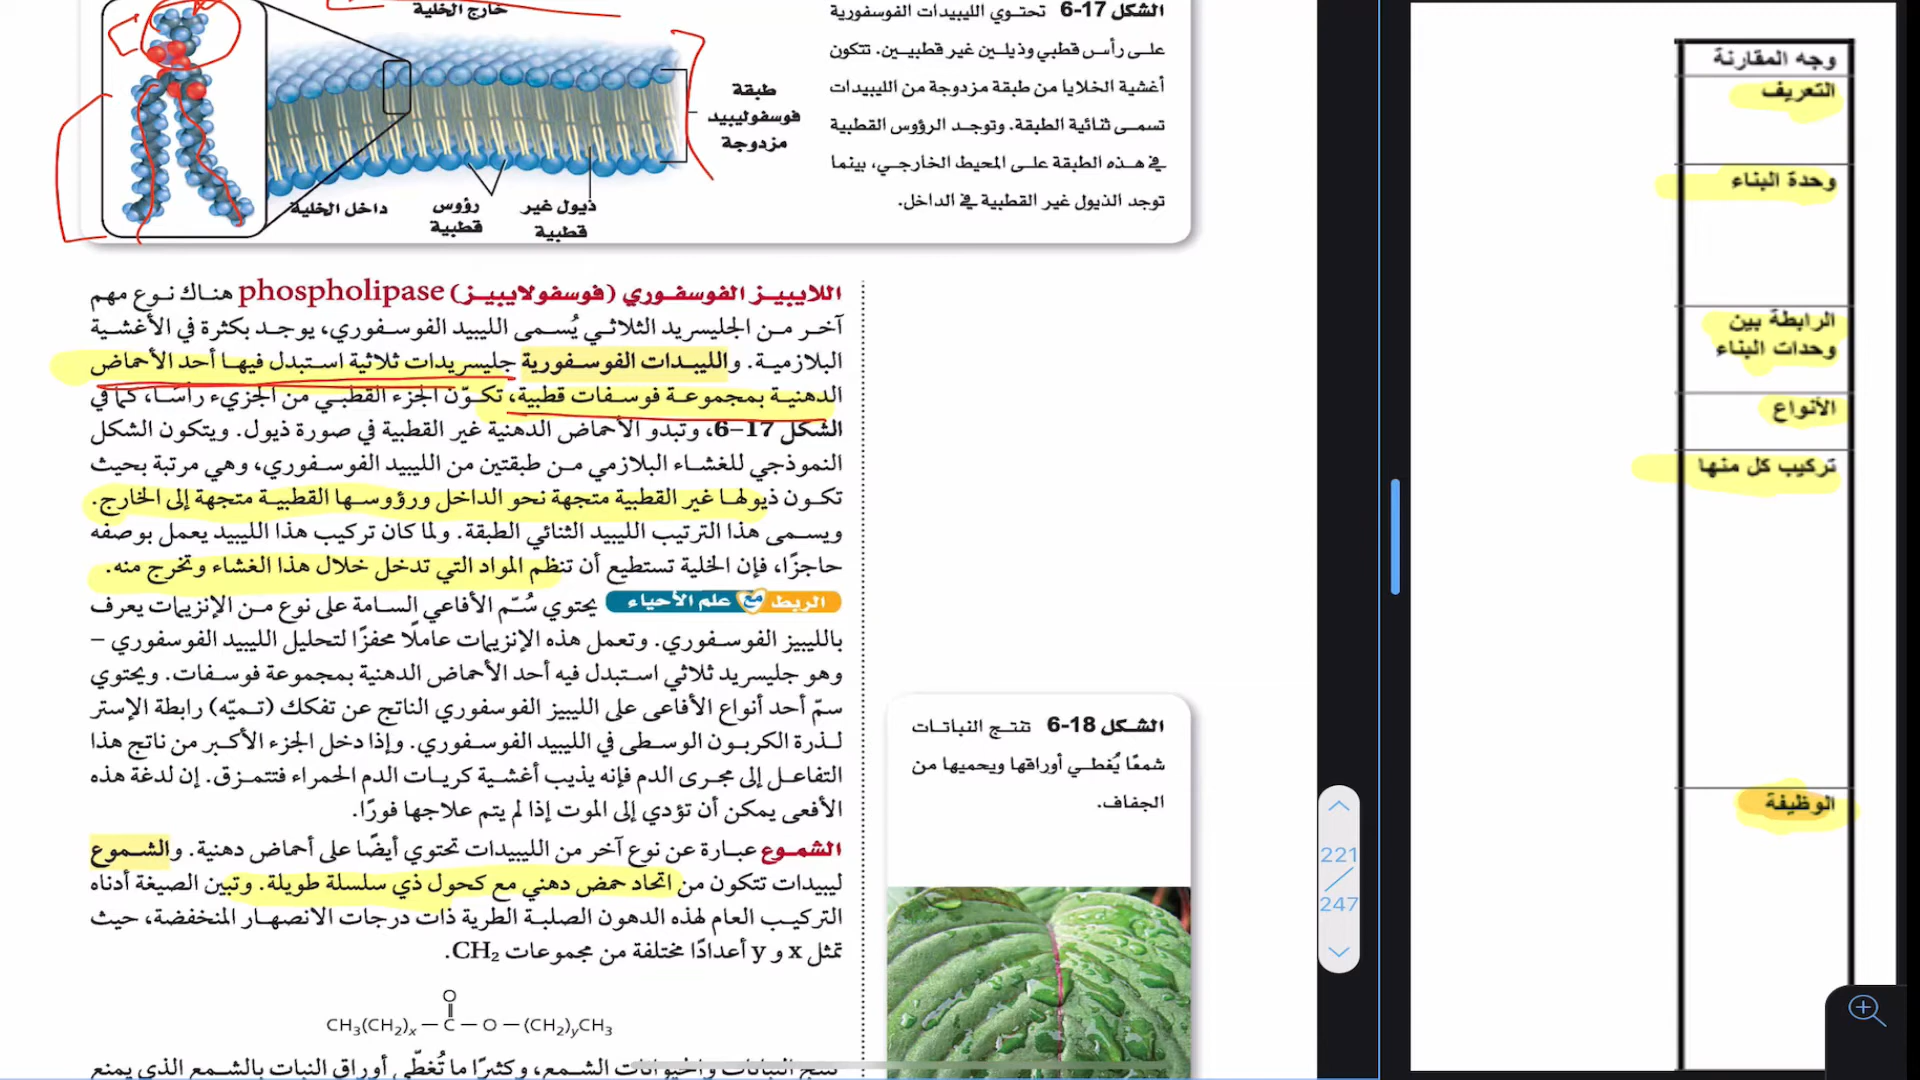 خارج الخلية
طبقة
فوسفوليبيد
مزدوجة
ذيول غير
قطبية
رؤوس
قطبية
داخل الخلية
الشكل 17-6 تحتوي الليبيدات الفوسفورية
على رأس قطبي وذيلين غير قطبيين. تتكون
أغشية الخلايا من طبقة مزدوجة من الليبيدات
تسمى ثنائية الطبقة. وتوجد الرؤوس القطبية
في هذه الطبقة على المحيط الخارجي، بينما
توجد الذيول غير القطبية في الداخل.
اللايبيز الفوسفوري (فوسفولايبيز) phospholipase هناك نوع مهم
آخر من الجليسريد الثلاثي يُسمى الليبيد الفوسفوري، يوجد بكثرة في الأغشية
البلازمية. والليبدات الفوسفورية جليسريدات ثلاثية استبدل فيها أحد الأحماض
الدهنية بمجموعة فوسفات قطبية، تكوّن الجزء القطبي من الجزيء رأسًا، كما في
الشكل 17–6، وتبدو الأحماض الدهنية غير القطبية في صورة ذيول. ويتكون الشكل
النموذجي للغشاء البلازمي من طبقتين من الليبيد الفوسفوري، وهي مرتبة بحيث
تكون ذيولها غير القطبية متجهة نحو الداخل ورؤوسها القطبية متجهة إلى الخارج.
ويسمى هذا الترتيب الليبيد الثنائي الطبقة. ولما كان تركيب هذا الليبيد يعمل بوصفه
حاجزًا، فإن الخلية تستطيع أن تنظم المواد التي تدخل خلال هذا الغشاء وتخرج منه.
الربط مع علم الأحياء يحتوي سُمّ الأفاعي السامة على نوع من الإنزيمات يعرف
بالليبيز الفوسفوري. وتعمل هذه الإنزيمات عاملًا محفزًا لتحليل الليبيد الفوسفوري –
وهو جليسريد ثلاثي استبدل فيه أحد الأحماض الدهنية بمجموعة فوسفات. ويحتوي
سمّ أحد أنواع الأفاعى على الليبيز الفوسفوري الناتج عن تفكك (تميّه) رابطة الإستر
لذرة الكربون الوسطى في الليبيد الفوسفوري. وإذا دخل الجزء الأكبر من ناتج هذا
التفاعل إلى مجرى الدم فإنه يذيب أغشية كريات الدم الحمراء فتتمزق. إن لدغة هذه
الأفعى يمكن أن تؤدي إلى الموت إذا لم يتم علاجها فورًا.
الشموع عبارة عن نوع آخر من الليبيدات تحتوي أيضًا على أحماض دهنية. والشموع
ليبيدات تتكون من اتحاد حمض دهني مع كحول ذي سلسلة طويلة. وتبين الصيغة أدناه
التركيب العام لهذه الدهون الصلبة الطرية ذات درجات الانصهار المنخفضة، حيث
تمثل x و y أعدادًا مختلفة من مجموعات CH₂.
O
CH₃(CH₂)ₓ — C — O — (CH₂)yCH₃
الشمع، وكثيرًا ما تُغطّي أوراق النبات بالشمع الذي يمنع
الشكل 18-6 تنتج النباتات
شمعًا يُغطي أوراقها ويحميها من
الجفاف.
221
247
وجه المقارنة
التعريف
وحدة البناء
الرابطة بين
وحدات البناء
الأنواع
تركيب كل منها
الوظيفة